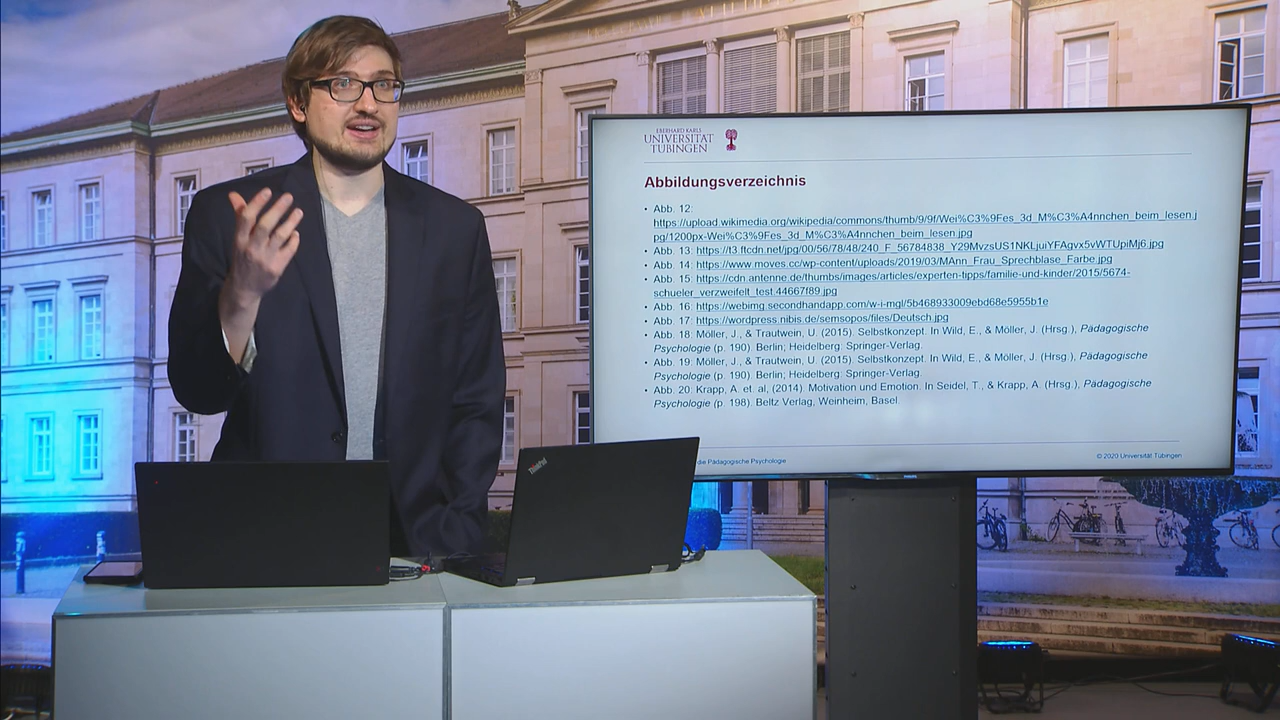 EBERHARD KARLS
UNIVERSITÄT
TÜBINGEN
Abbildungsverzeichnis
• Abb. 12:
https://upload.wikimedia.org/wikipedia/commons/thumb/9/9f/Wei%C3%9Fes_3d_M%C3%A4nnchen_beim_lesen.j
pg/1200px-Wei%C3%9Fes_3d_M%C3%A4nnchen_beim_lesen.jpg
• Abb. 13: https://t3.ftcdn.net/jpg/00/56/78/48/240_F_56784838_Y29MvzsUS1NKLjuiYFAgvx5vWTUpiMj6.jpg
• Abb. 14 https://www.moves.cc/wp-content/uploads/2019/03/MAnn_Frau_Sprechblase_Farbe.jpg
• Abb. 15: https://cdn.antenne.de/thumbs/images/articles/experten-tipps/familie-und-kinder/2015/5674-
schueler_verzweifelt_test.44667f89.jpg
• Abb. 16: https://webimg.secondhandapp.com/w-i-mgl/5b468933009ebd68e5955b1e
• Abb. 17: https://wordpress.nibis.de/semsopos/files/Deutsch.jpg
• Abb. 18. Möller, J., & Trautwein, U. (2015). Selbstkonzept. In Wild, E., & Möller, J. (Hrsg.), Pädagogische
Psychologie (p. 190). Berlin; Heidelberg: Springer-Verlag.
• Abb. 19. Möller, J., & Trautwein, U. (2015). Selbstkonzept. In Wild, E., & Möller, J. (Hrsg.), Pädagogische
Psychologie (p. 190). Berlin; Heidelberg: Springer-Verlag.
• Abb. 20. Krapp, A. et. al, (2014). Motivation und Emotion. In Seidel, T., & Krapp, A. (Hrsg.), Pädagogische
Psychologie (p. 198). Beltz Verlag, Weinheim, Basel.
die Pädagogische Psychologie
© 2020 Universität Tübingen
ThinkPad